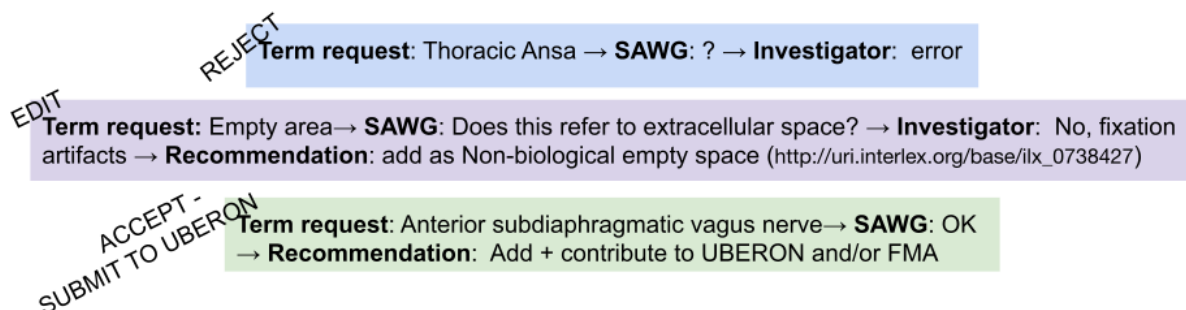 REJECT
Term request: Thoracic Ansa → SAWG: ? → Investigator: error
EDIT
Term request: Empty area→ SAWG: Does this refer to extracellular space? → Investigator: No, fixation
artifacts → Recommendation: add as Non-biological empty space (http://uri.interlex.org/base/ilx_0738427)
ACCEPT -
SUBMIT TO UBERON
Term request: Anterior subdiaphragmatic vagus nerve→ SAWG: OK
→ Recommendation: Add + contribute to UBERON and/or FMA